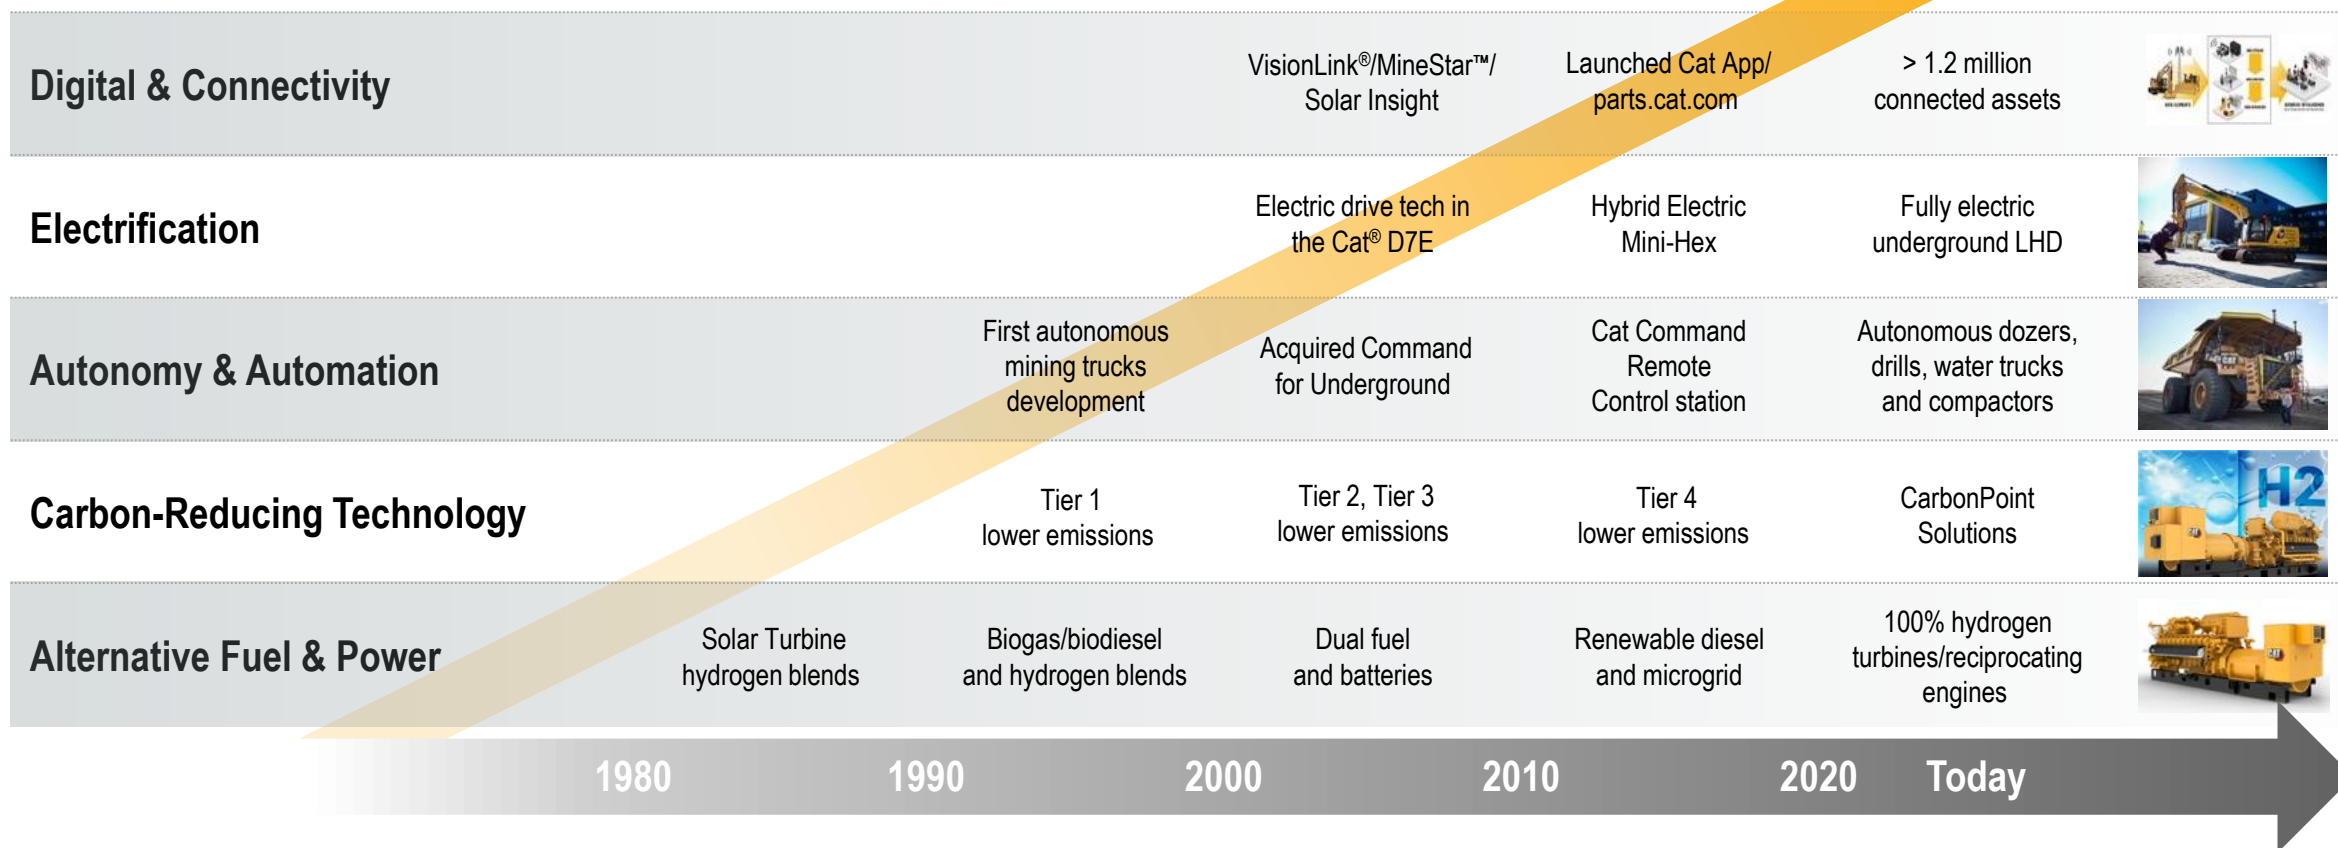 Digital & Connectivity
VisionLink®/MineStar™/
Solar Insight
Launched Cat App/
parts.cat.com
> 1.2 million
connected assets
Electrification
Electric drive tech in
the Cat® D7E
Hybrid Electric
Mini-Hex
Fully electric
underground LHD
Autonomy & Automation
First autonomous
mining trucks
development
Acquired Command
for Underground
Cat Command
Remote
Control station
Autonomous dozers,
drills, water trucks
and compactors
CAT
Carbon-Reducing Technology
Tier 1
lower emissions
Tier 2, Tier 3
lower emissions
Tier 4
lower emissions
CarbonPoint
Solutions
H2
CAT
Alternative Fuel & Power
Solar Turbine
hydrogen blends
Biogas/biodiesel
and hydrogen blends
Dual fuel
and batteries
Renewable diesel
and microgrid
100% hydrogen
turbines/reciprocating
engines
CAT
1980
1990
2000
2010
2020
Today